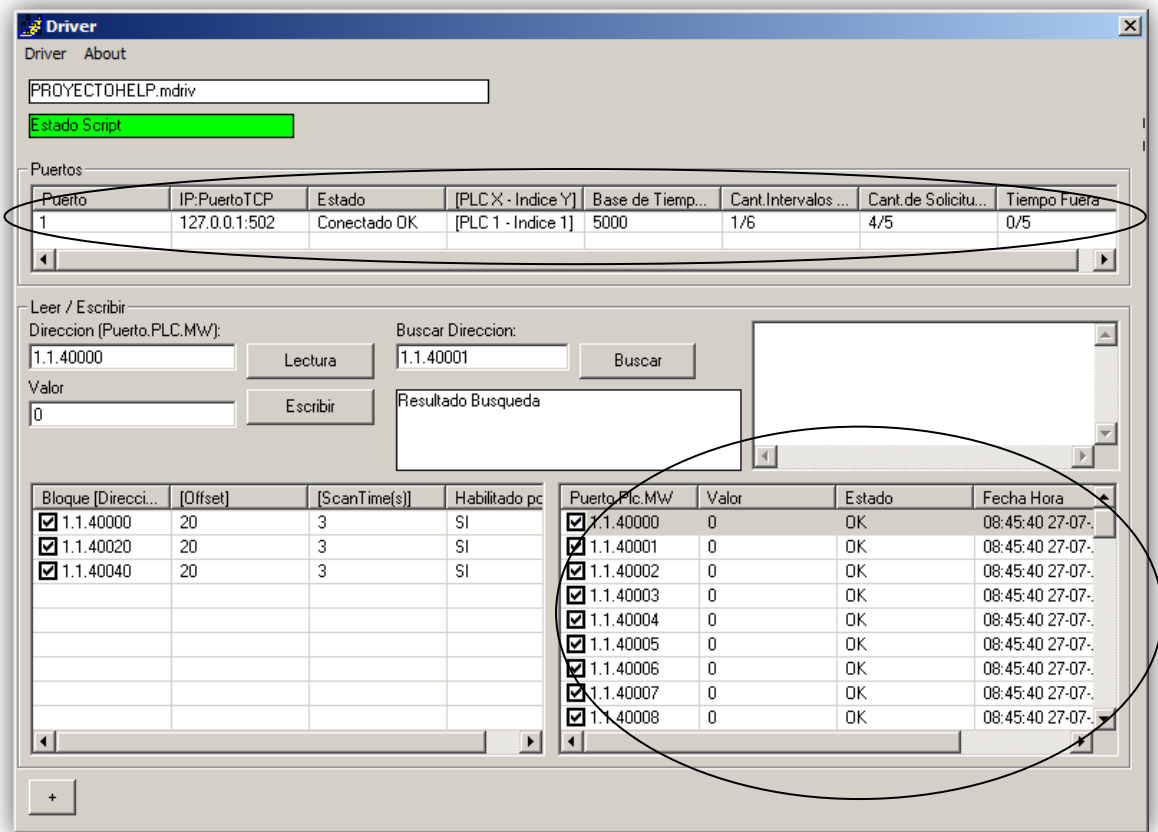 Driver
Driver About
PROYECTOHELP.mdriv
Estado Script
Puertos
Puerto IP:PuertoTCP Estado [PLC X - Indice Y] Base de Tiemp... Cant.Intervalos ... Cant.de Solicitu... Tiempo Fuera
1 127.0.0.1:502 Conectado OK [PLC 1 - Indice 1] 5000 1/6 4/5 0/5
Leer / Escribir
Direccion (Puerto.PLC.MW): Buscar Direccion:
1.1.40000 Lectura 1.1.40001 Buscar
Valor
0 Escribir Resultado Busqueda
Bloque [Direcci... [Offset] [ScanTime(s)] Habilitado po Puerto.Plc.MW Valor Estado Fecha Hora
1.1.40000 20 3 SI 1.1.40000 0 OK 08:45:40 27-07-.
1.1.40020 20 3 SI 1.1.40001 0 OK 08:45:40 27-07-.
1.1.40040 20 3 SI 1.1.40002 0 OK 08:45:40 27-07-.
1.1.40003 0 OK 08:45:40 27-07-.
1.1.40004 0 OK 08:45:40 27-07-.
1.1.40005 0 OK 08:45:40 27-07-.
1.1.40006 0 OK 08:45:40 27-07-.
1.1.40007 0 OK 08:45:40 27-07-.
1.1.40008 0 OK 08:45:40 27-07-.
+